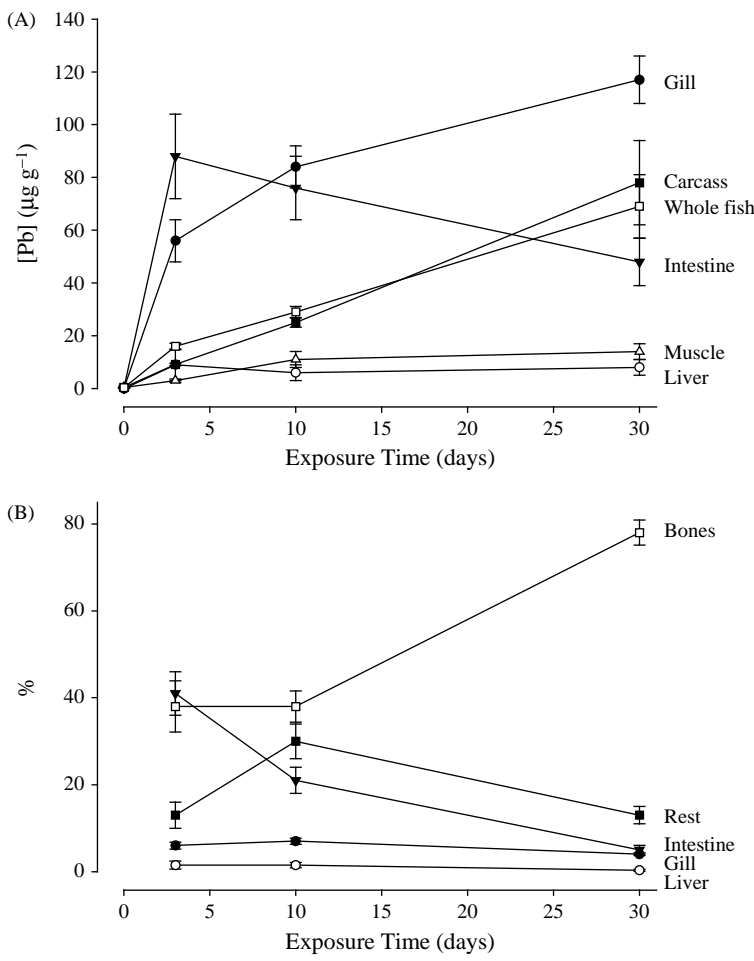 (A)
140
120
100
80
60
40
20
0
[Pb] (µg g⁻¹)
Gill
Carcass
Whole fish
Intestine
Muscle
Liver
0 5 10 15 20 25 30
Exposure Time (days)
(B)
80
60
40
20
0
%
Bones
Rest
Intestine
Gill
Liver
0 5 10 15 20 25 30
Exposure Time (days)